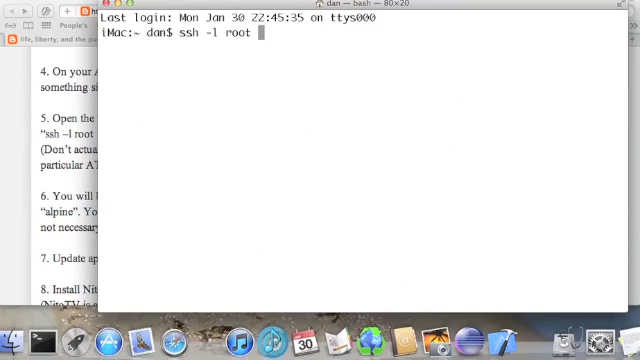 dan — bash — 80×20
Last login: Mon Jan 30 22:45:35 on ttys000
iMac:~ dan$ ssh -l root
People's
life, liberty, and the pu
4. On your A
something si
5. Open the
"ssh –l root
(Don't actua
particular AT
6. You will b
"alpine". Yo
not necessary
7. Update ap
8. Install Nit
30